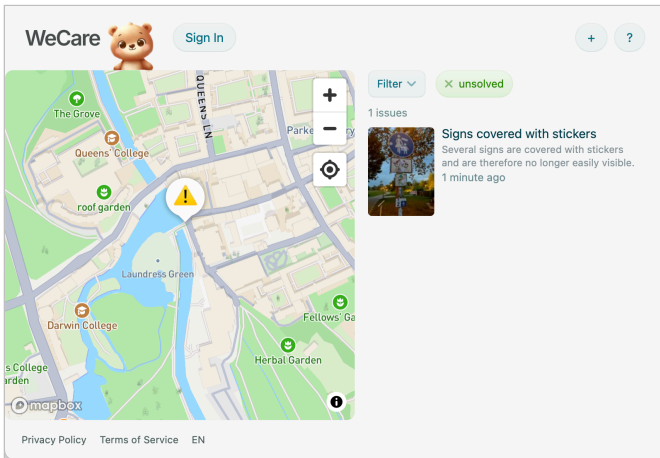 WeCare
Sign In
+
?
The Grove
QUEENS LN
Queens' College
roof garden
Laundress Green
Darwin College
Fellows' Ga
Herbal Garden
s College
arden
mapbox
+
−
i
Filter
× unsolved
1 issues
Signs covered with stickers
Several signs are covered with stickers
and are therefore no longer easily visible.
1 minute ago
Privacy Policy
Terms of Service
EN